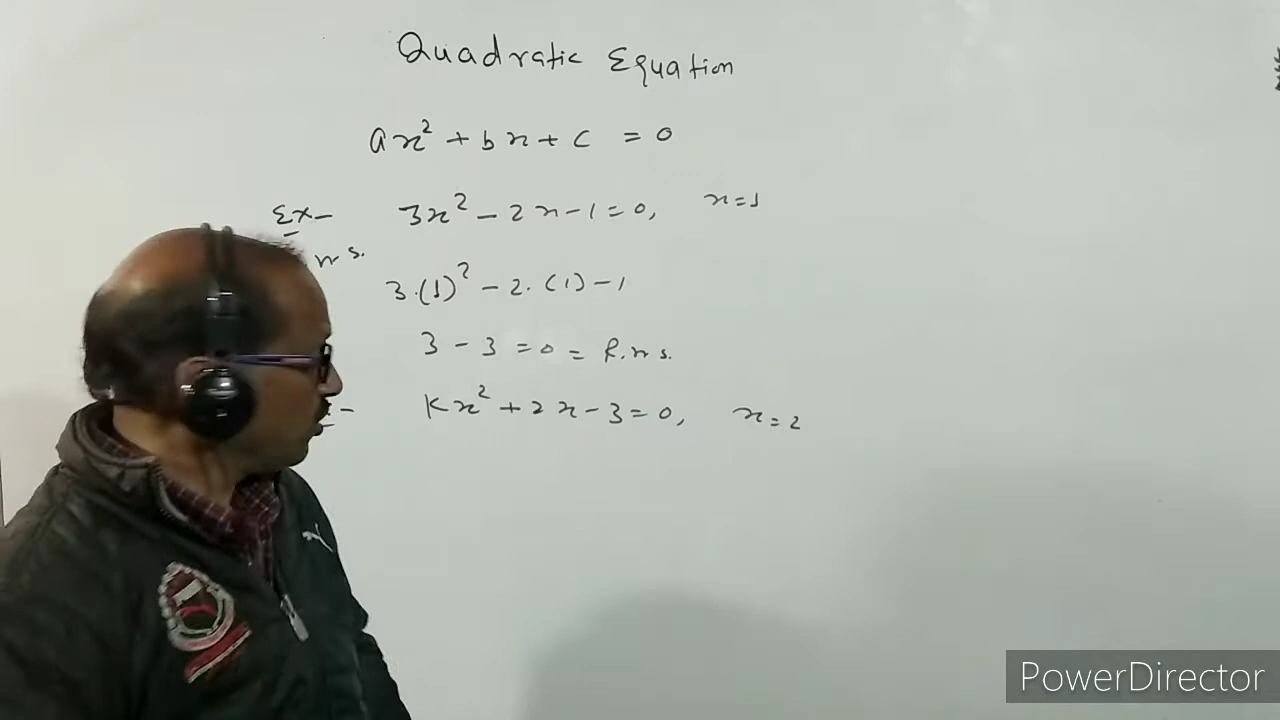 Quadratic Equation
ax² + bx + c = 0
Ex- 3x² - 2x - 1 = 0, x = 1
3.(1)² - 2.(1) - 1
3 - 3 = 0 = R.H.S.
Kx² + 2x - 3 = 0, x = 2
PowerDirector